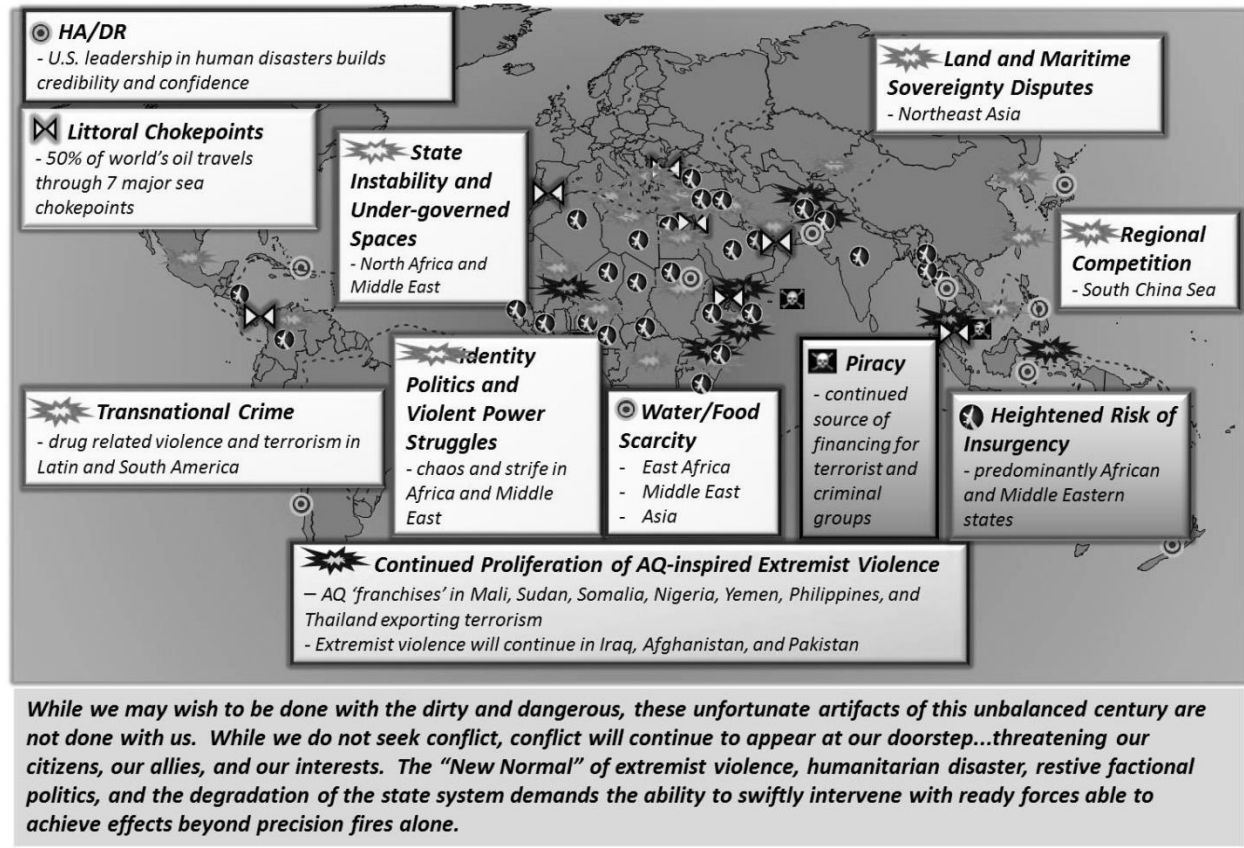 HA/DR
- U.S. leadership in human disasters builds
credibility and confidence
Littoral Chokepoints
- 50% of world's oil travels
through 7 major sea
chokepoints
State
Instability and
Under-governed
Spaces
- North Africa and
Middle East
Land and Maritime
Sovereignty Disputes
- Northeast Asia
Regional
Competition
- South China Sea
Transnational Crime
- drug related violence and terrorism in
Latin and South America
Identity
Politics and
Violent Power
Struggles
- chaos and strife in
Africa and Middle
East
Water/Food
Scarcity
- East Africa
- Middle East
- Asia
Piracy
- continued
source of
financing for
terrorist and
criminal
groups
Heightened Risk of
Insurgency
- predominantly African
and Middle Eastern
states
Continued Proliferation of AQ-inspired Extremist Violence
– AQ 'franchises' in Mali, Sudan, Somalia, Nigeria, Yemen, Philippines, and
Thailand exporting terrorism
- Extremist violence will continue in Iraq, Afghanistan, and Pakistan
While we may wish to be done with the dirty and dangerous, these unfortunate artifacts of this unbalanced century are
not done with us. While we do not seek conflict, conflict will continue to appear at our doorstep...threatening our
citizens, our allies, and our interests. The “New Normal” of extremist violence, humanitarian disaster, restive factional
politics, and the degradation of the state system demands the ability to swiftly intervene with ready forces able to
achieve effects beyond precision fires alone.